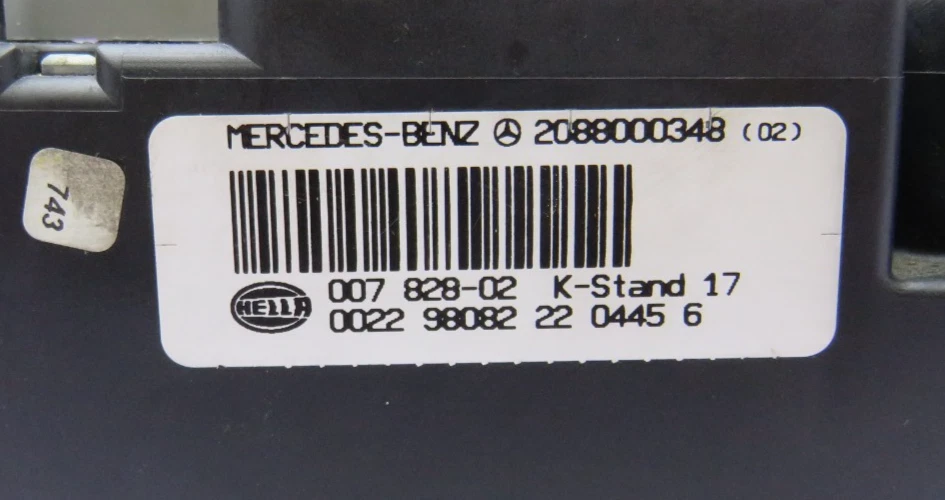 MERCEDES-BENZ 2088000348 (02)
743
HELLA
007 828-02 K-Stand 17
0022 98082 22 0445 6